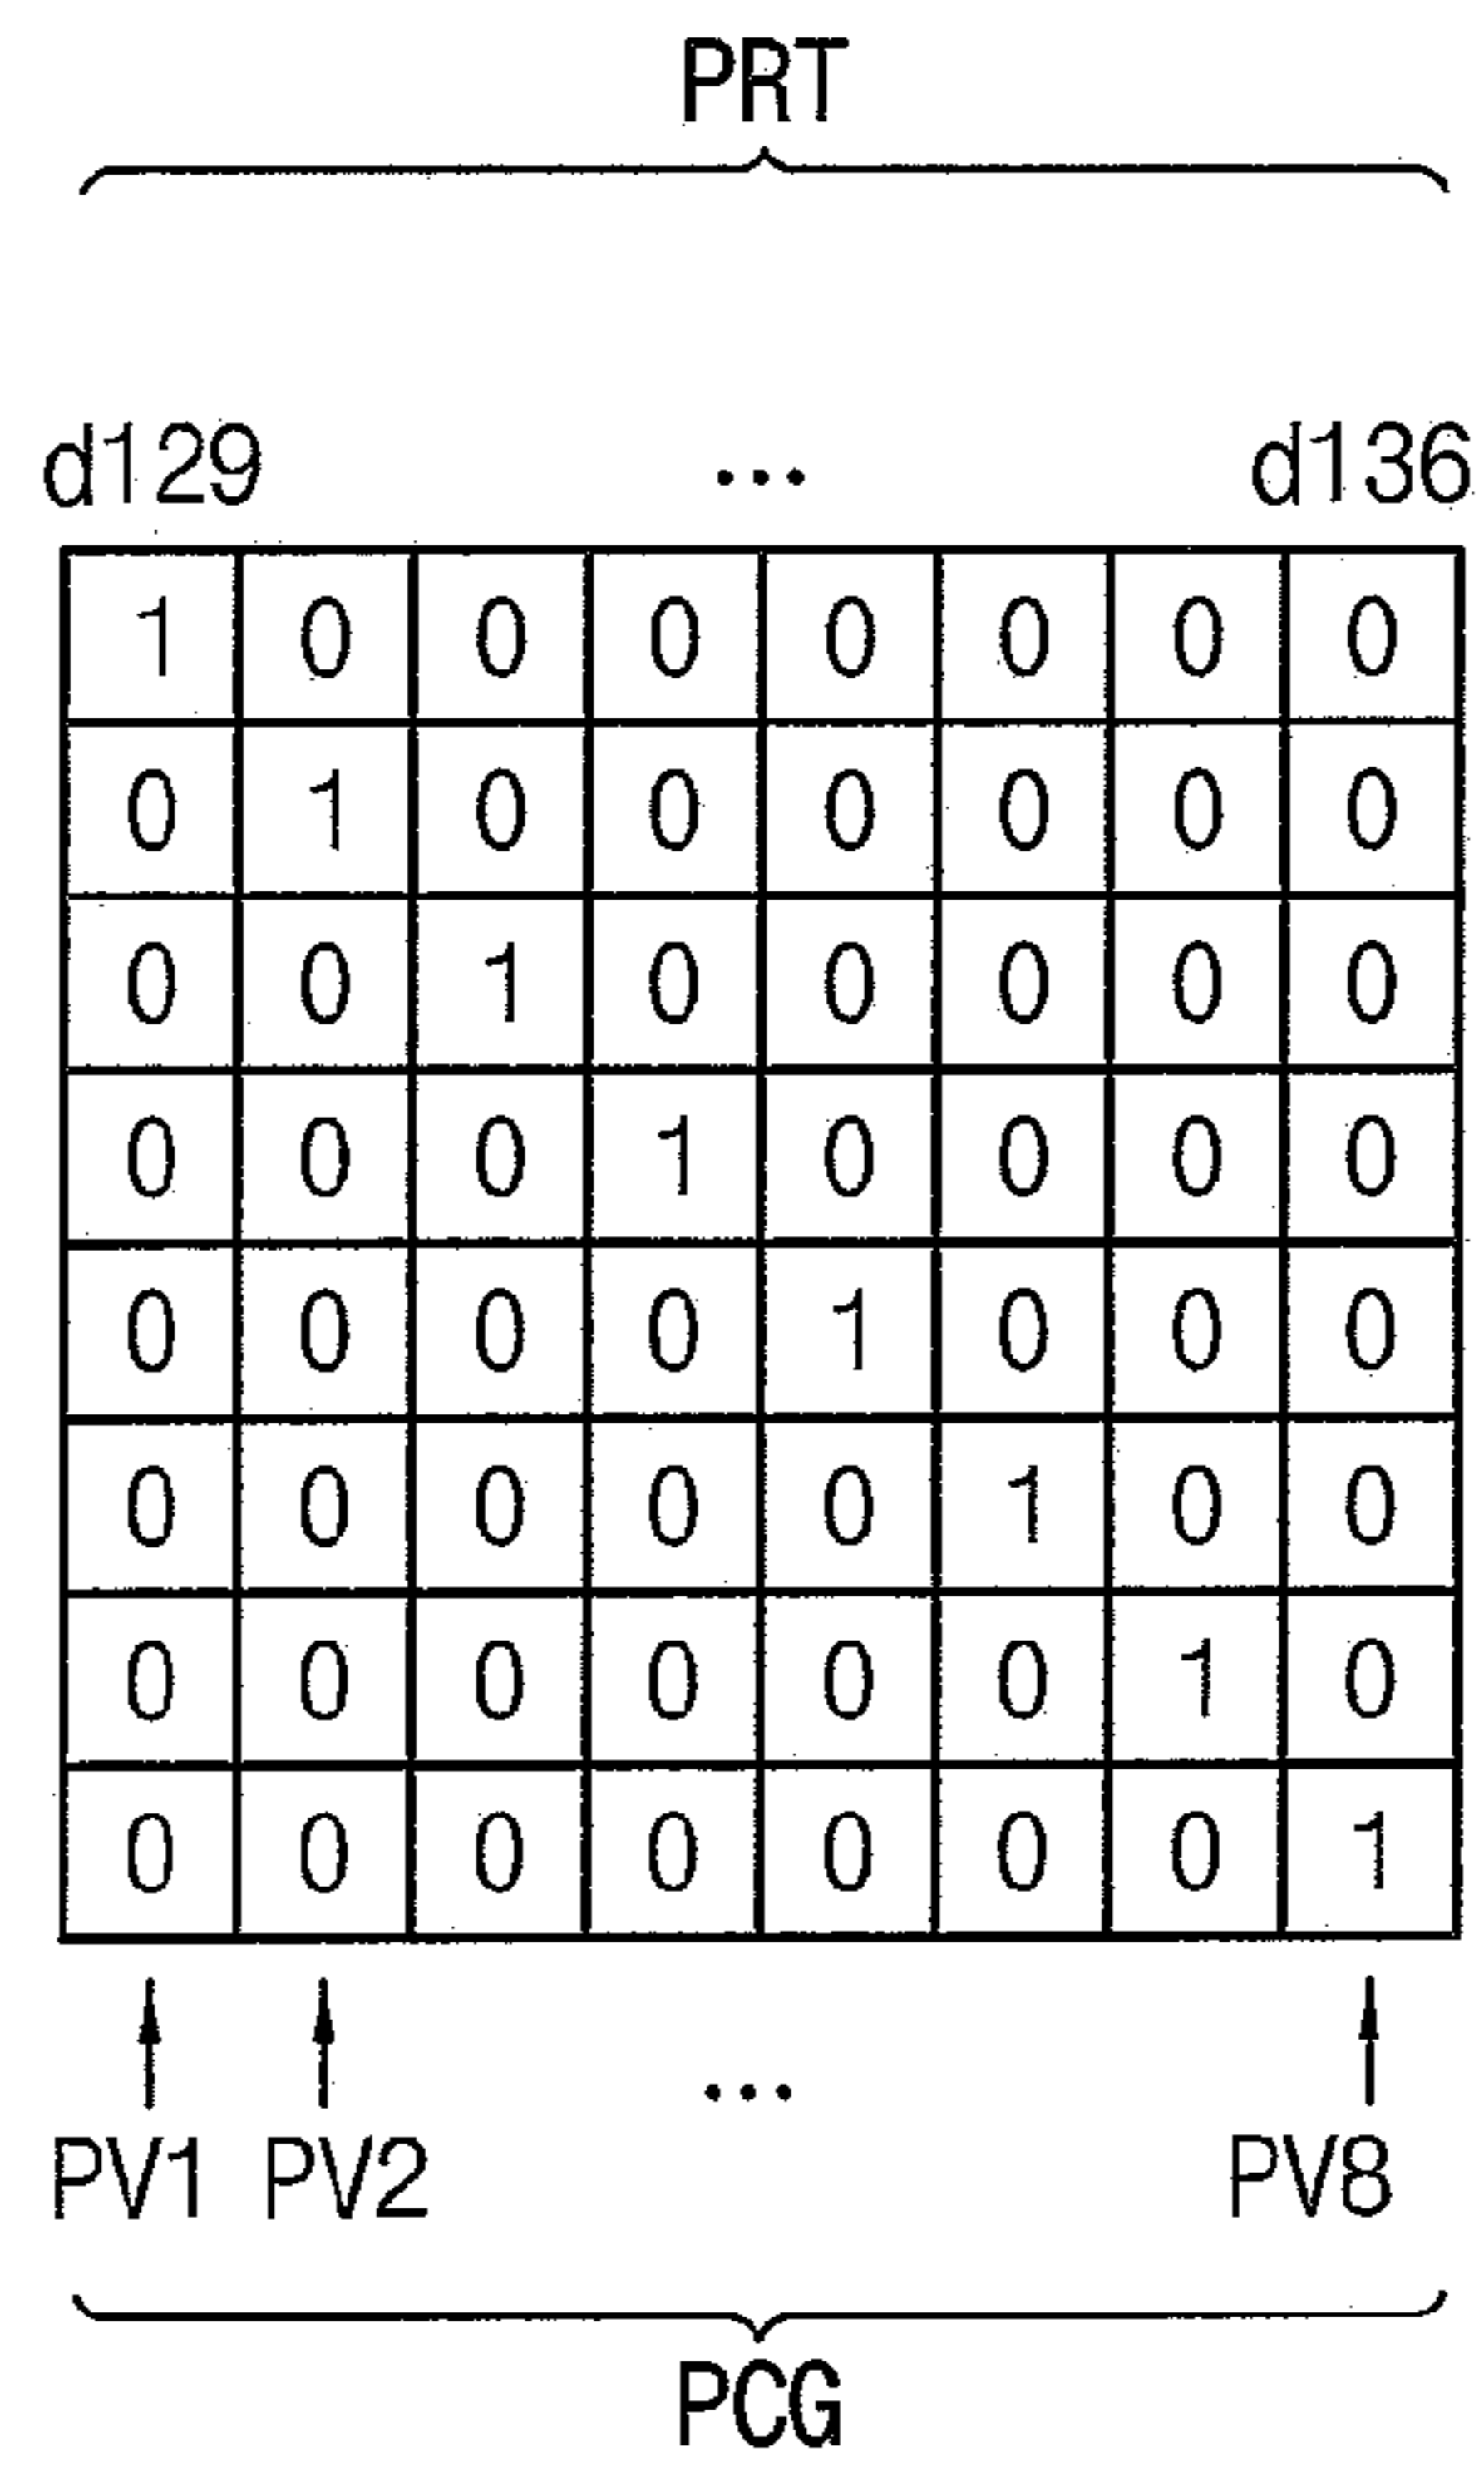 PRT
d129 ... d136
1 0 0 0 0 0 0 0
0 1 0 0 0 0 0 0
0 0 1 0 0 0 0 0
0 0 0 1 0 0 0 0
0 0 0 0 1 0 0 0
0 0 0 0 0 1 0 0
0 0 0 0 0 0 1 0
0 0 0 0 0 0 0 1
PV1 PV2 ... PV8
PCG